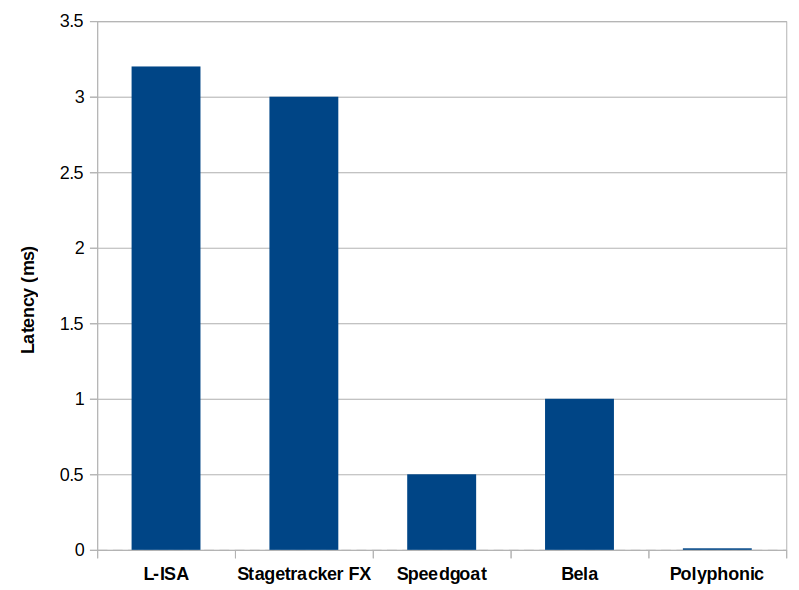 3.5
3
2.5
2
1.5
1
0.5
0
Latency (ms)
L-ISA
Stagetracker FX
Speedgoat
Bela
Polyphonic